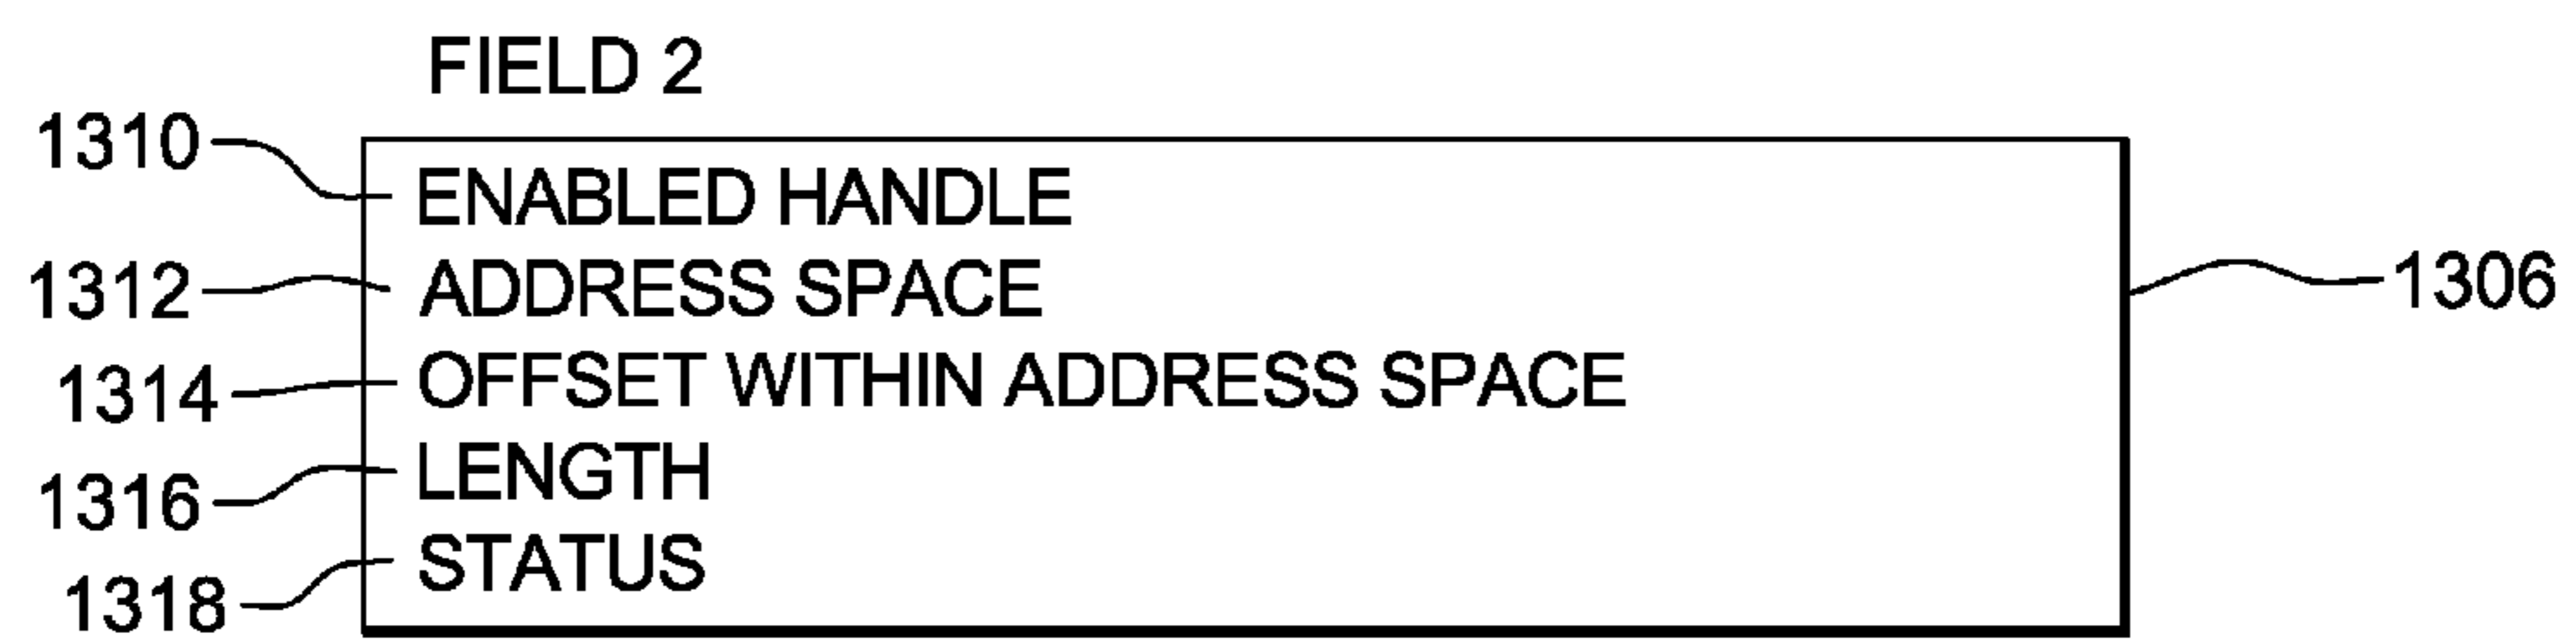 FIELD 2
1310 ENABLED HANDLE
1312 ADDRESS SPACE 1306
1314 OFFSET WITHIN ADDRESS SPACE
1316 LENGTH
1318 STATUS